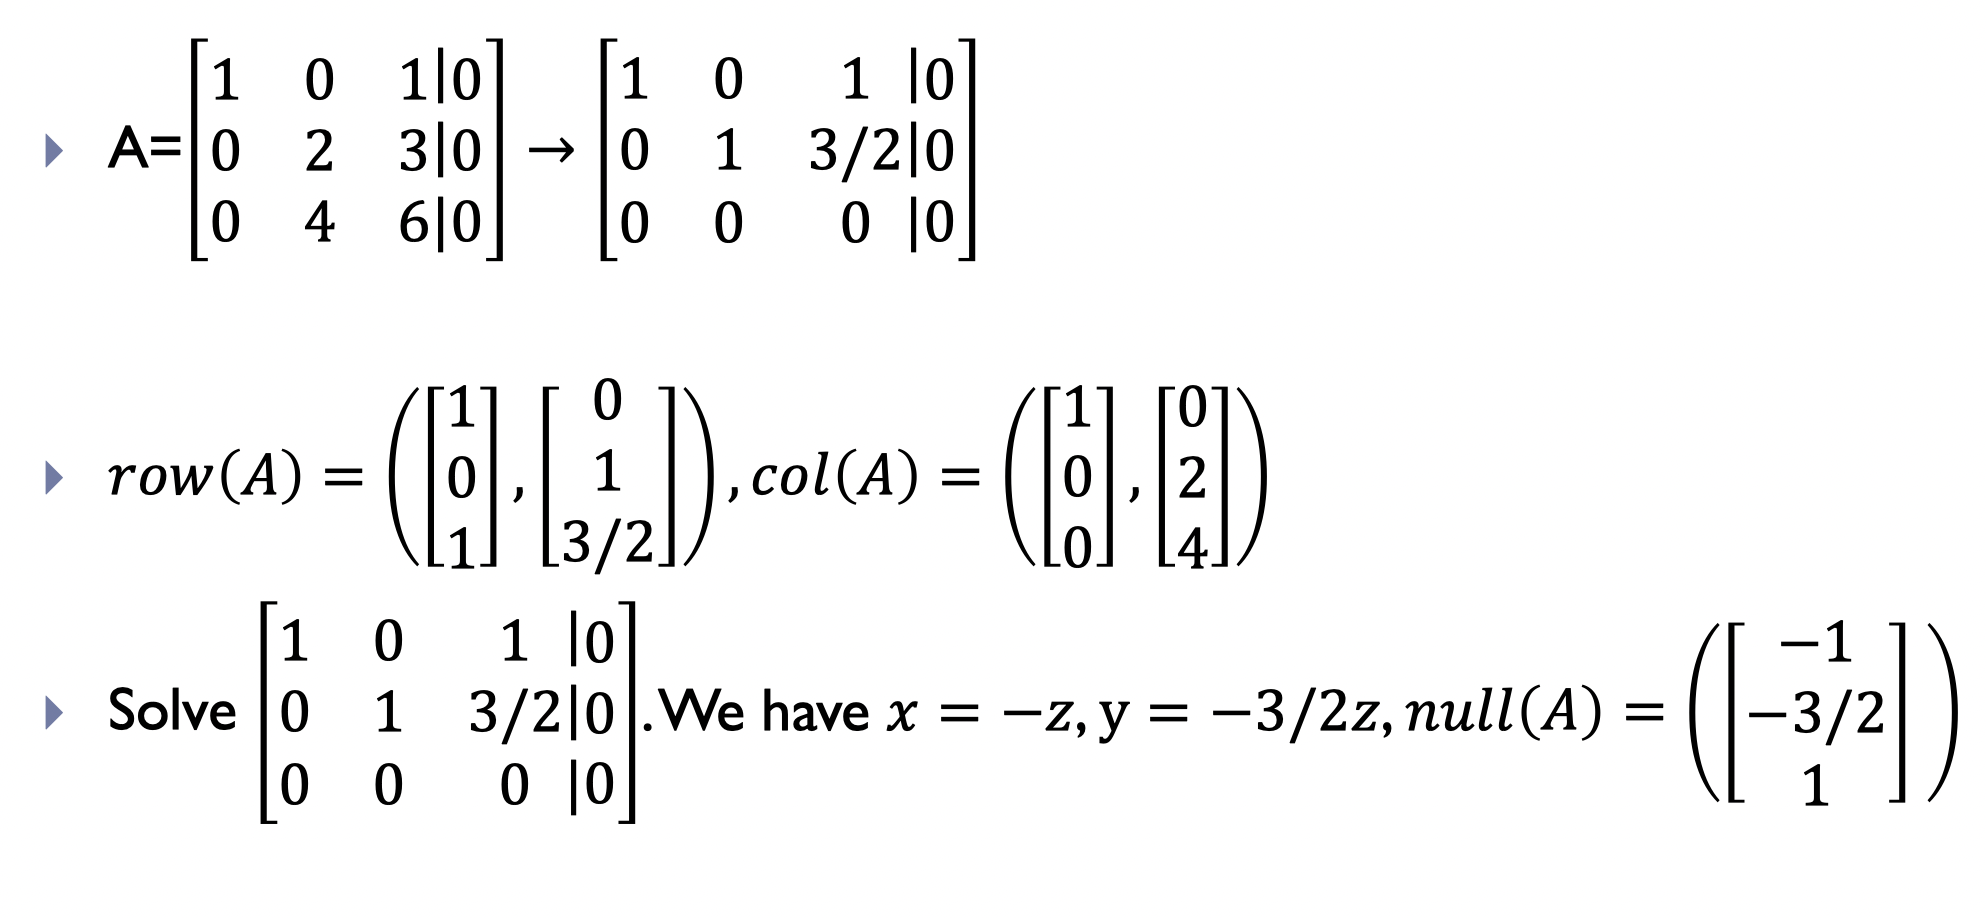 A= [1 0 1|0; 0 2 3|0; 0 4 6|0] → [1 0 1 |0; 0 1 3/2|0; 0 0 0 |0]
row(A) = ([1; 0; 1], [0; 1; 3/2]), col(A) = ([1; 0; 0], [0; 2; 4])
Solve [1 0 1 |0; 0 1 3/2|0; 0 0 0 |0]. We have x = −z, y = −3/2z, null(A) = ([−1; −3/2; 1])